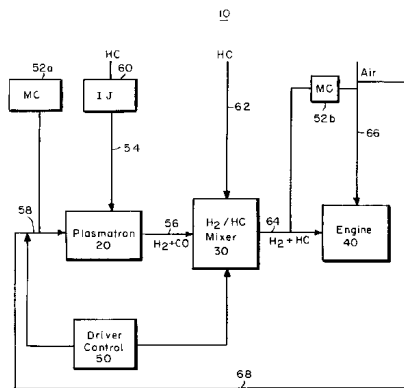 10
52a
HC
60
HC
MC
IJ
MC
Air
52b
62
54
66
58
Plasmatron
20
56
H2+CO
H2/HC
Mixer
30
64
H2+HC
Engine
40
Driver
Control
50
68